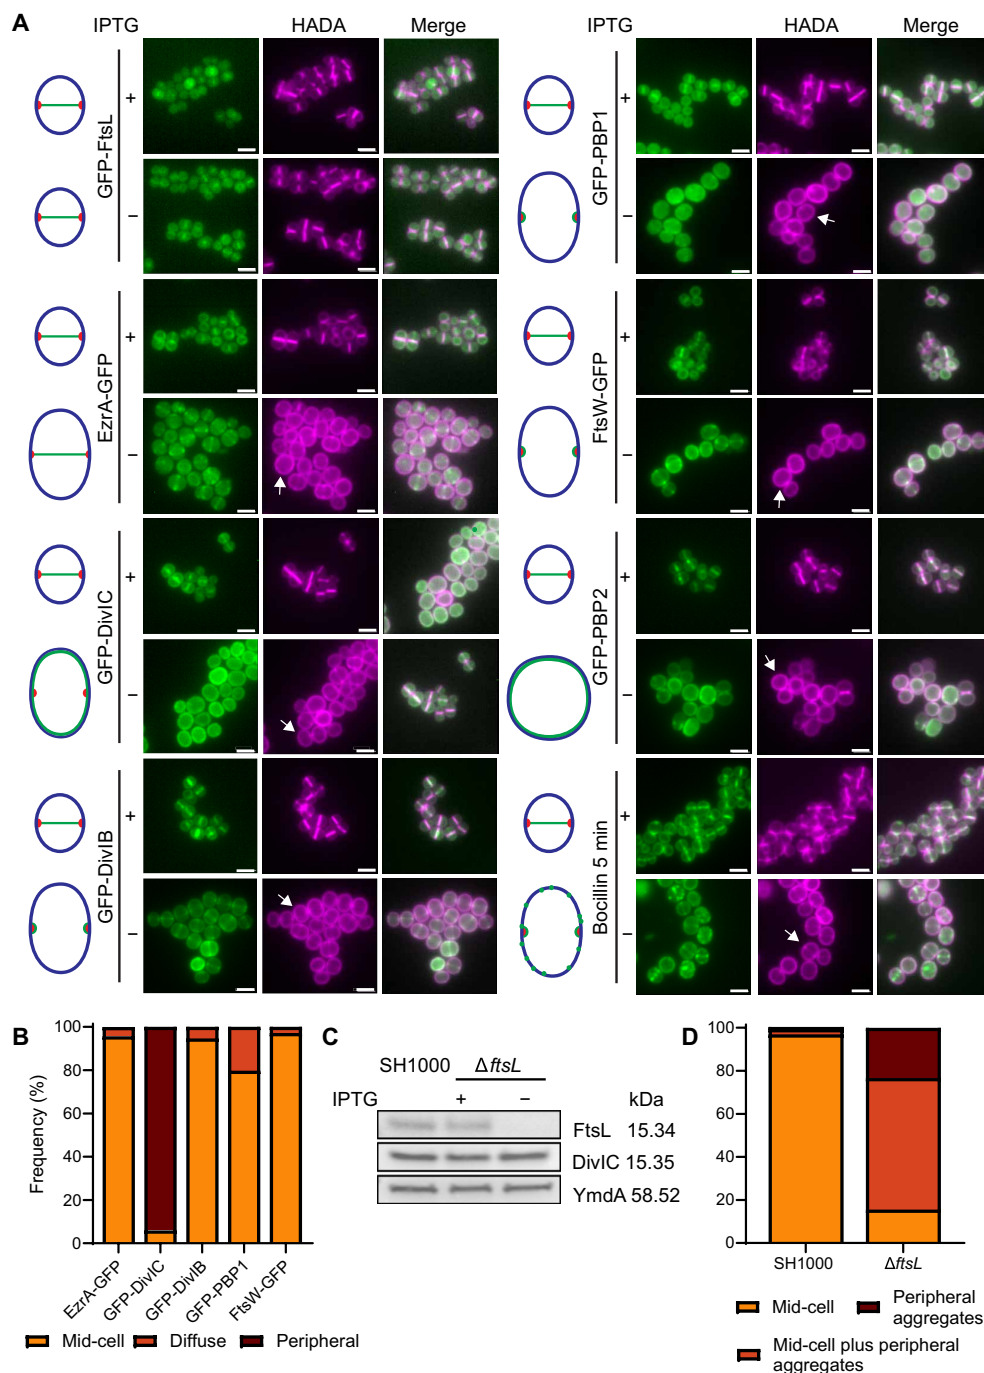 A
IPTG HADA Merge
GFP-FtsL
+
−
EzrA-GFP
+
−
GFP-DivIC
+
−
GFP-DivIB
+
−
IPTG HADA Merge
GFP-PBP1
+
−
FtsW-GFP
+
−
GFP-PBP2
+
−
Bocillin 5 min
+
−
B
Frequency (%)
100
80
60
40
20
0
EzrA-GFP
GFP-DivIC
GFP-DivIB
GFP-PBP1
FtsW-GFP
Mid-cell Diffuse Peripheral
C
SH1000 ΔftsL
IPTG + − kDa
FtsL 15.34
DivIC 15.35
YmdA 58.52
D
100
80
60
40
20
0
SH1000 ΔftsL
Mid-cell
Peripheral
aggregates
Mid-cell plus peripheral
aggregates